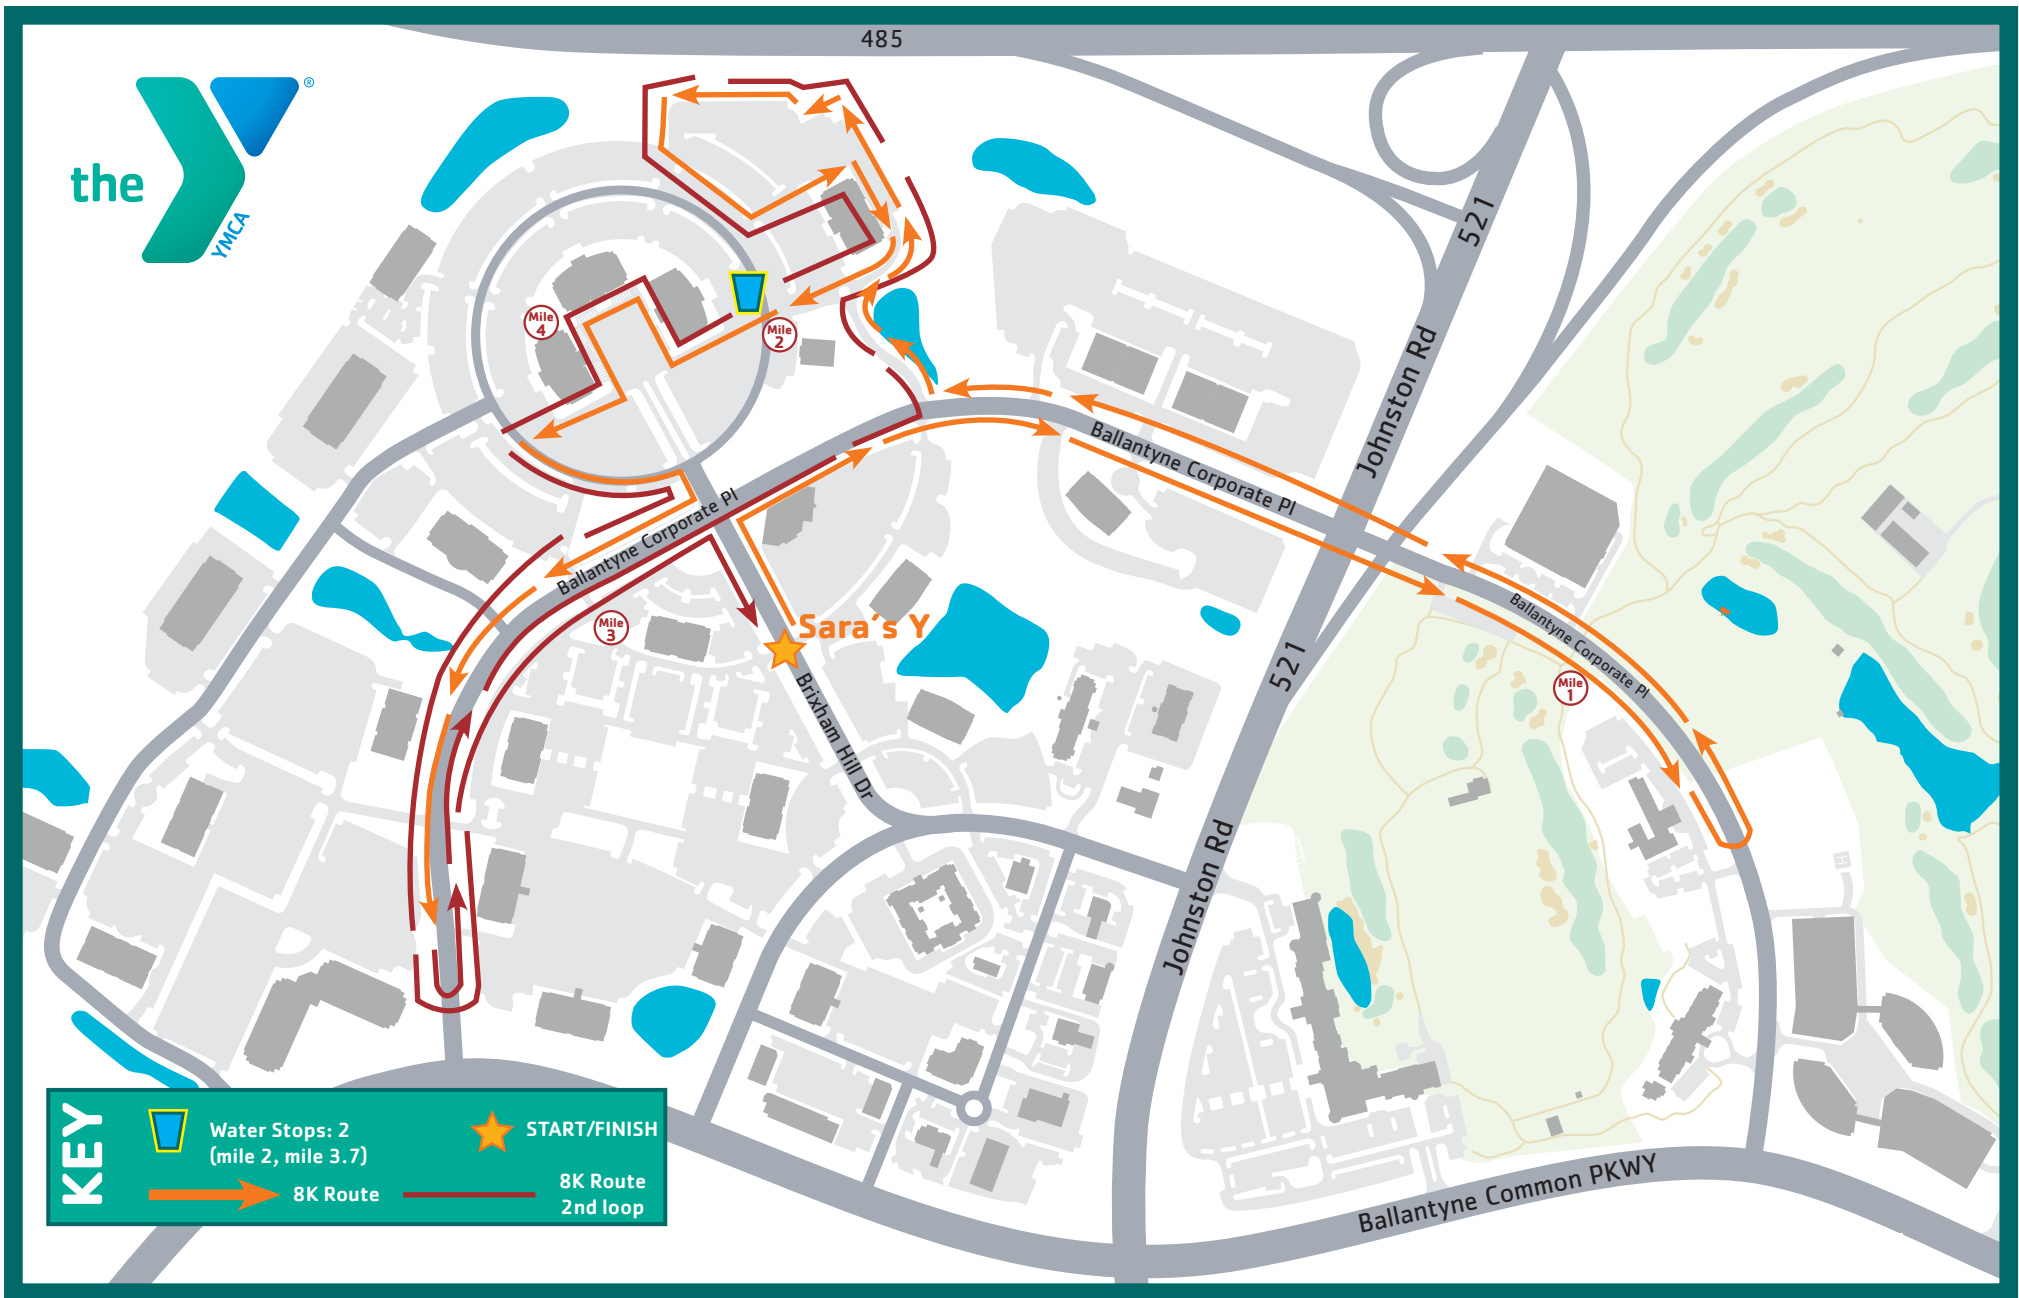 485
the
YMCA
®
521
Johnston Rd
Mile
4
Mile
2
Ballantyne Corporate Pl
Ballantyne Corporate Pl
Ballantyne Corporate Pl
Mile
3
Sara's Y
521
Mile
1
Brixham Hill Dr
Johnston Rd
Ballantyne Common PKWY
KEY
Water Stops: 2
(mile 2, mile 3.7)
START/FINISH
8K Route
8K Route
2nd loop